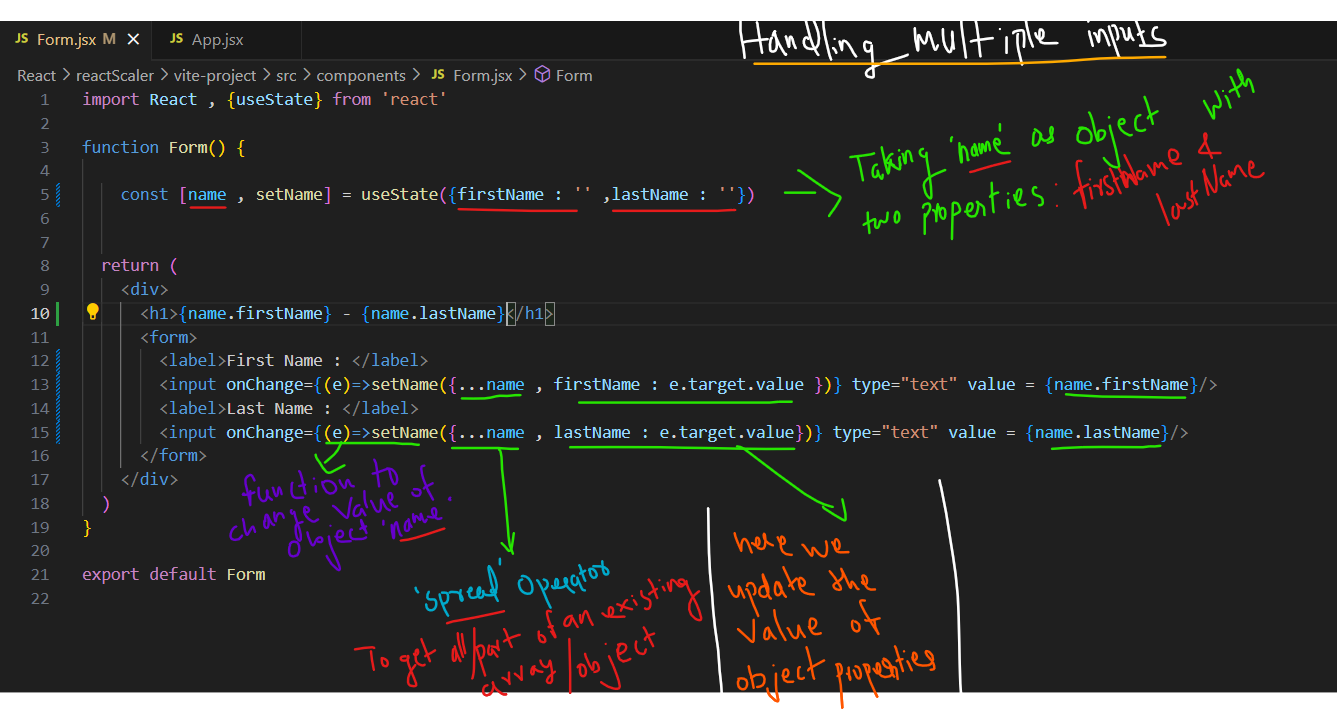 JS Form.jsx M ✕ JS App.jsx
Handling multiple inputs
React > reactScaler > vite-project > src > components > JS Form.jsx > Form
1 import React , {useState} from 'react'
2
3 function Form() {
4
5 const [name , setName] = useState({firstName : '' ,lastName : ''})
Taking 'name' as object with
two properties: firstName &
lastName
6
7
8 return (
9 <div>
10 <h1>{name.firstName} - {name.lastName}</h1>
11 <form>
12 <label>First Name : </label>
13 <input onChange={(e)=>setName({...name , firstName : e.target.value })} type="text" value = {name.firstName}/>
14 <label>Last Name : </label>
15 <input onChange={(e)=>setName({...name , lastName : e.target.value})} type="text" value = {name.lastName}/>
16 </form>
17 </div>
18 )
19 }
20
21 export default Form
22
function to
change value of
object 'name.
'spread' Operator
To get all/part of an existing
array/object
here we
update the
value of
object properties